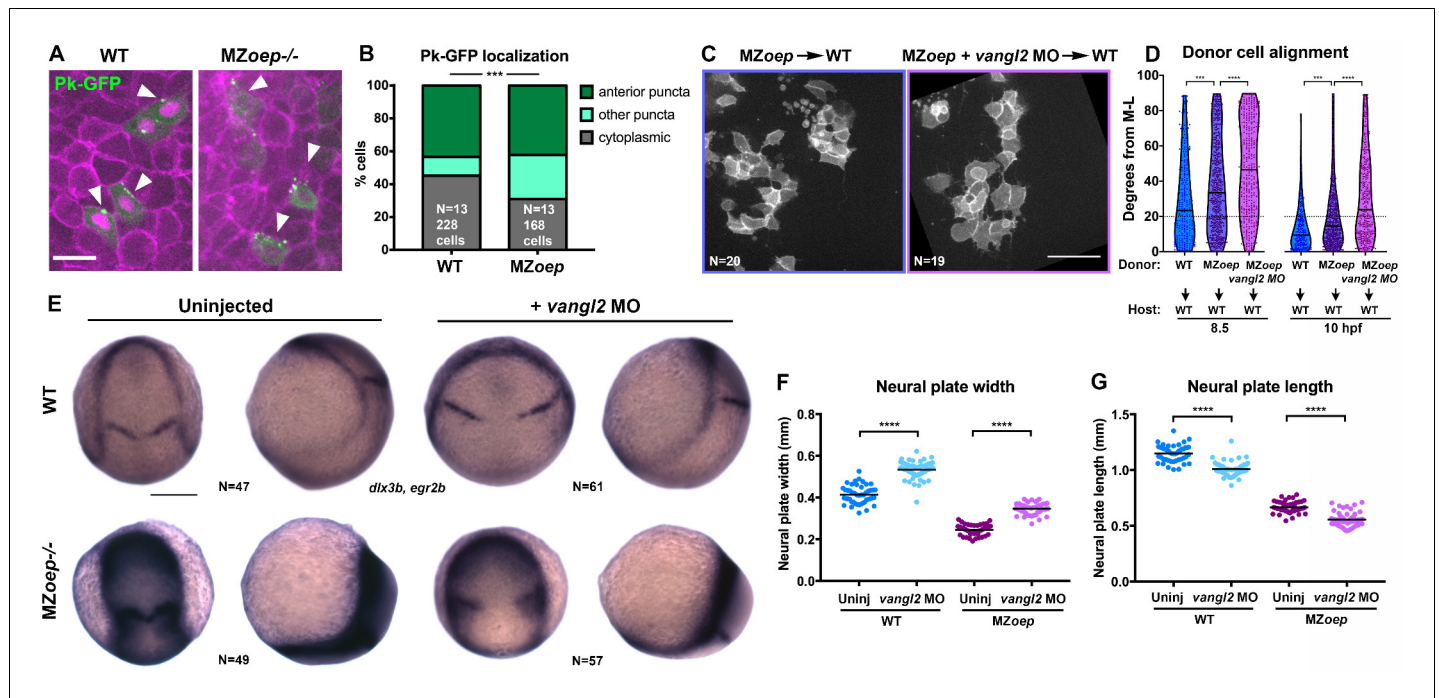 A
WT
MZoep-/-
Pk-GFP
B
Pk-GFP localization
***
100
80
60
40
20
0
% cells
anterior puncta
other puncta
cytoplasmic
N=13
228
cells
N=13
168
cells
WT
MZoep
C
MZoep → WT
MZoep + vangl2 MO → WT
N=20
N=19
D
Donor cell alignment
*** **** *** ****
100
80
60
40
20
0
Degrees from M-L
Donor: WT MZoep MZoep vangl2 MO WT MZoep MZoep vangl2 MO
Host: WT WT WT WT WT WT
8.5 10 hpf
E
Uninjected
+ vangl2 MO
WT
N=47
dlx3b, egr2b
N=61
MZoep-/-
N=49
N=57
F
Neural plate width
**** ****
0.8
0.6
0.4
0.2
0.0
Neural plate width (mm)
Uninj vangl2 MO Uninj vangl2 MO
WT MZoep
G
Neural plate length
**** ****
1.5
1.0
0.5
0.0
Neural plate length (mm)
Uninj vangl2 MO Uninj vangl2 MO
WT MZoep